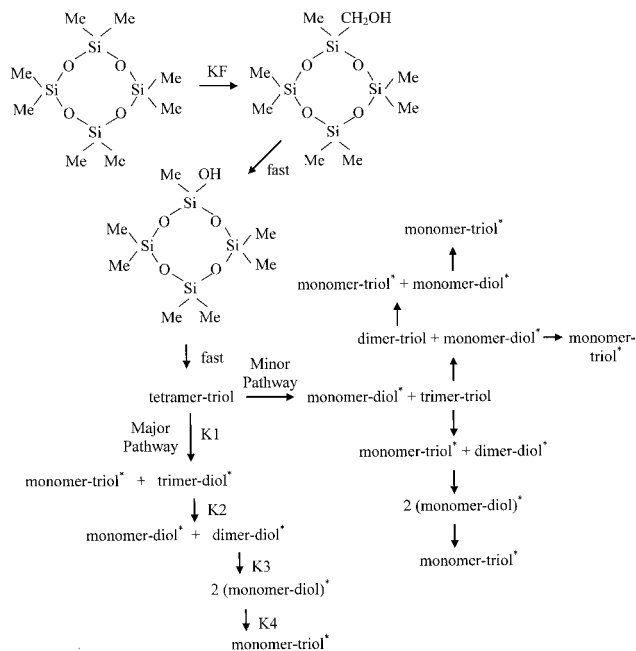 Me Me
Si
O O
Me Me
Si Si
Me Me
O O
Si
Me Me
KF
Me CH₂OH
Si
O O
Me Me
Si Si
Me Me
O O
Si
Me Me
fast
Me OH
Si
O O
Me Me
Si Si
Me Me
O O
Si
Me Me
fast
tetramer-triol
Minor
Pathway
monomer-diol* + trimer-triol
dimer-triol + monomer-diol*
monomer-
triol*
monomer-triol* + monomer-diol*
monomer-triol*
monomer-triol* + dimer-diol*
2 (monomer-diol)*
monomer-triol*
Major
Pathway
K1
monomer-triol* + trimer-diol*
K2
monomer-diol* + dimer-diol*
K3
2 (monomer-diol)*
K4
monomer-triol*